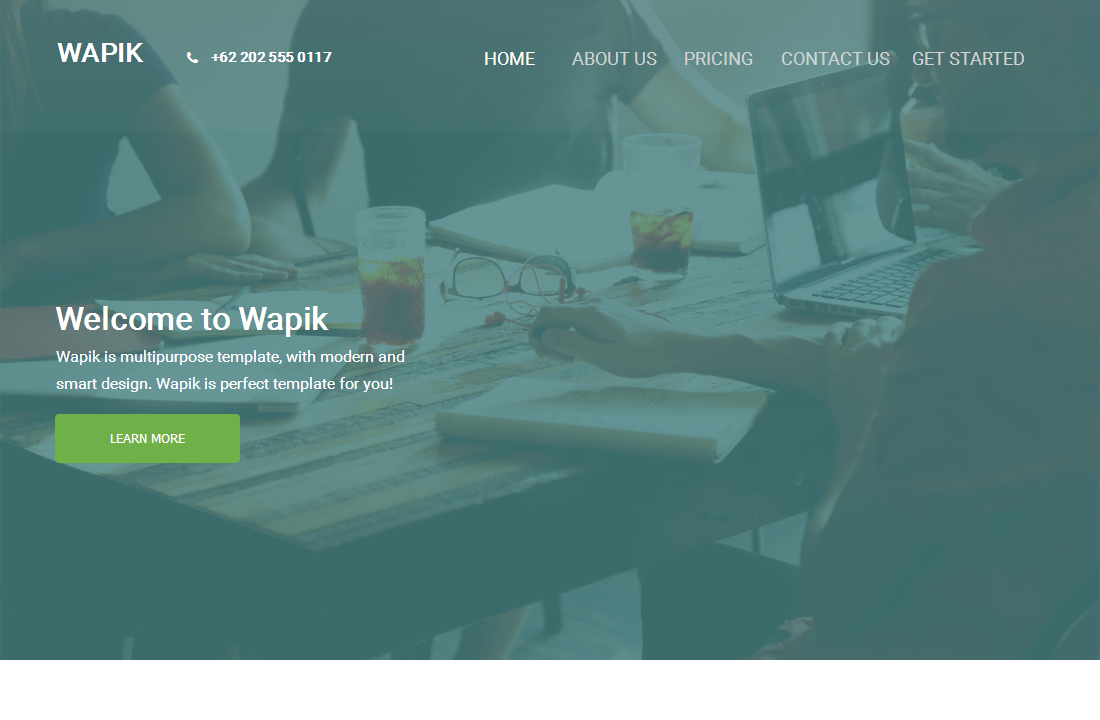 WAPIK
+62 202 555 0117
HOME
ABOUT US
PRICING
CONTACT US
GET STARTED
Welcome to Wapik
Wapik is multipurpose template, with modern and
smart design. Wapik is perfect template for you!
LEARN MORE